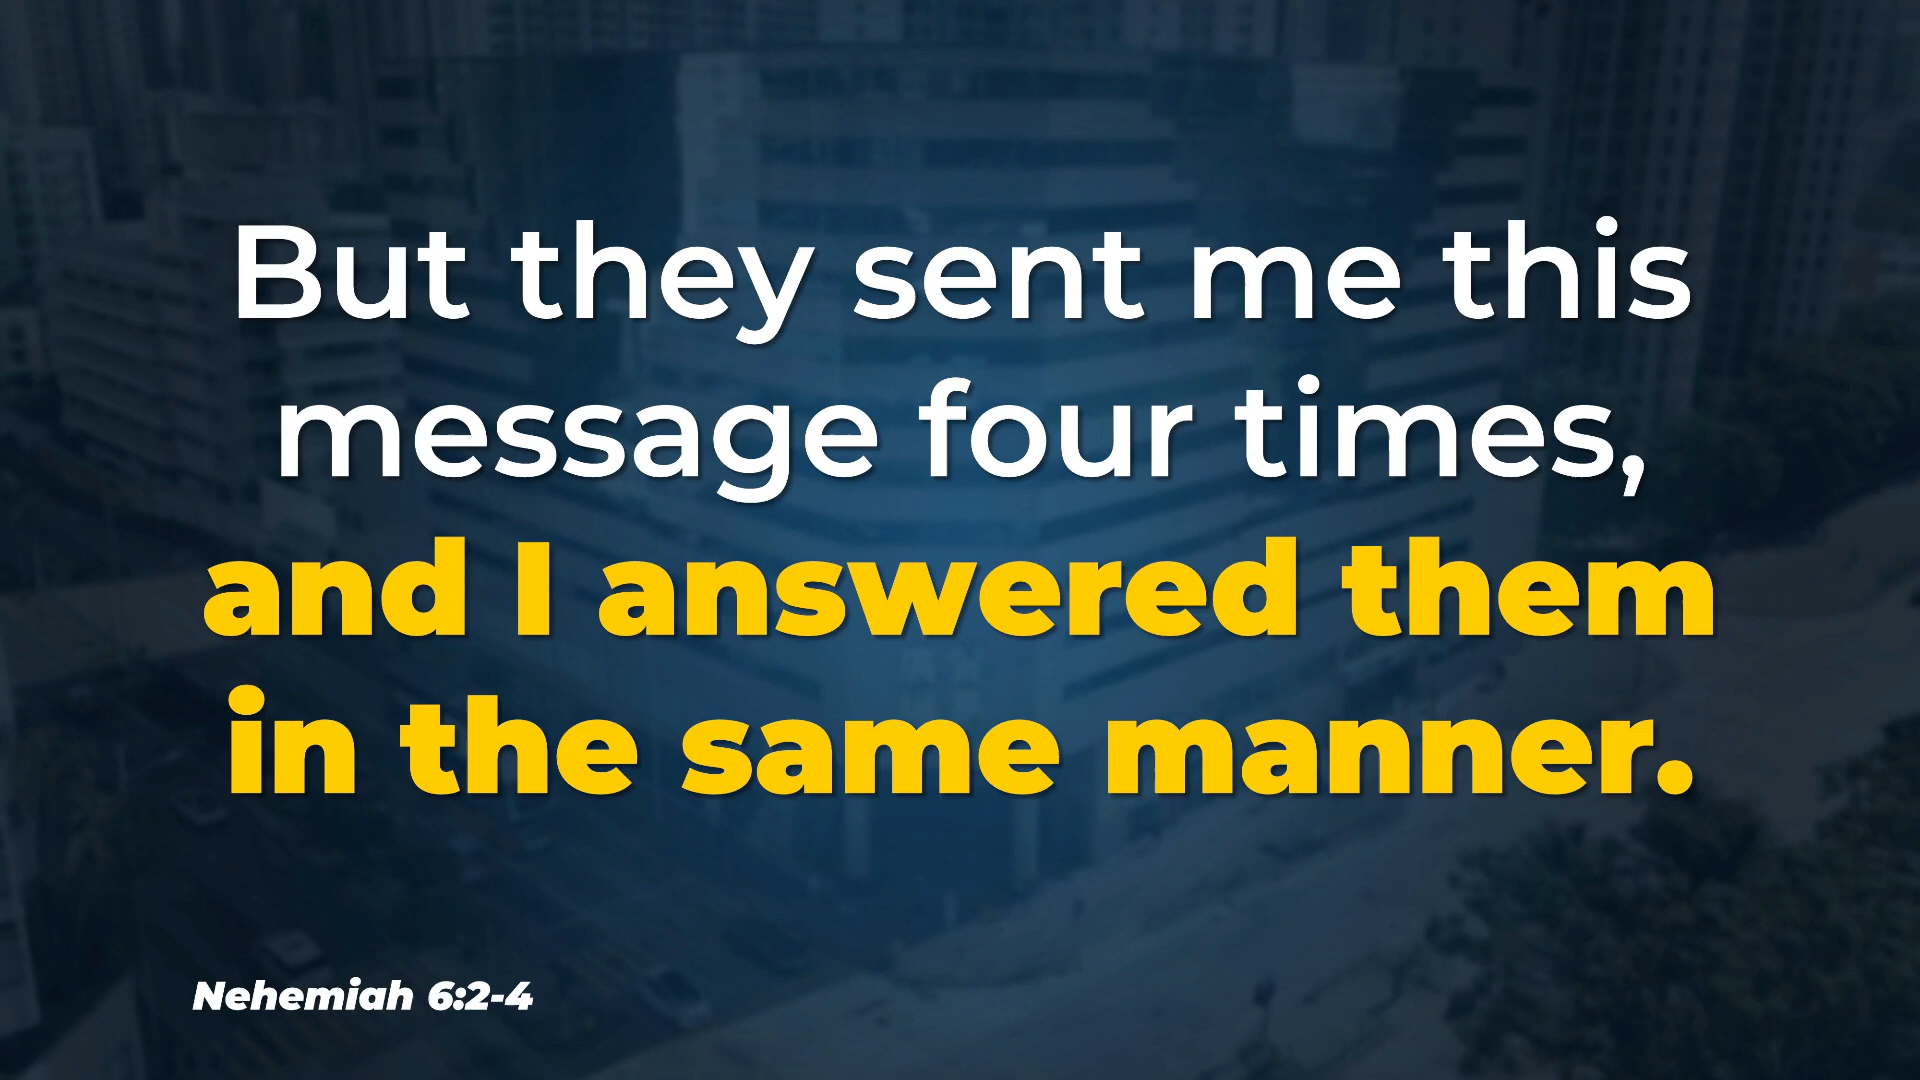 But they sent me this
message four times,
and I answered them
in the same manner.
Nehemiah 6:2-4